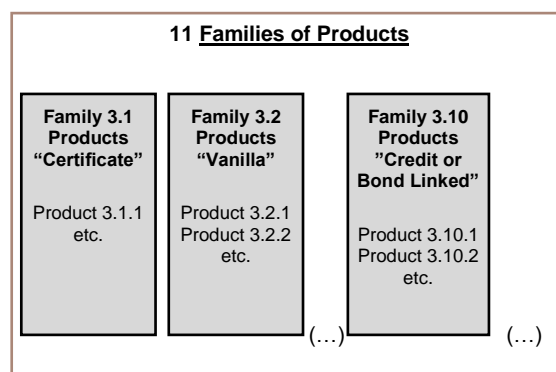 11 Families of Products
Family 3.1
Products
“Certificate”
Product 3.1.1
etc.
Family 3.2
Products
“Vanilla”
Product 3.2.1
Product 3.2.2
etc.
(…)
Family 3.10
Products
”Credit or
Bond Linked”
Product 3.10.1
Product 3.10.2
etc.
(…)